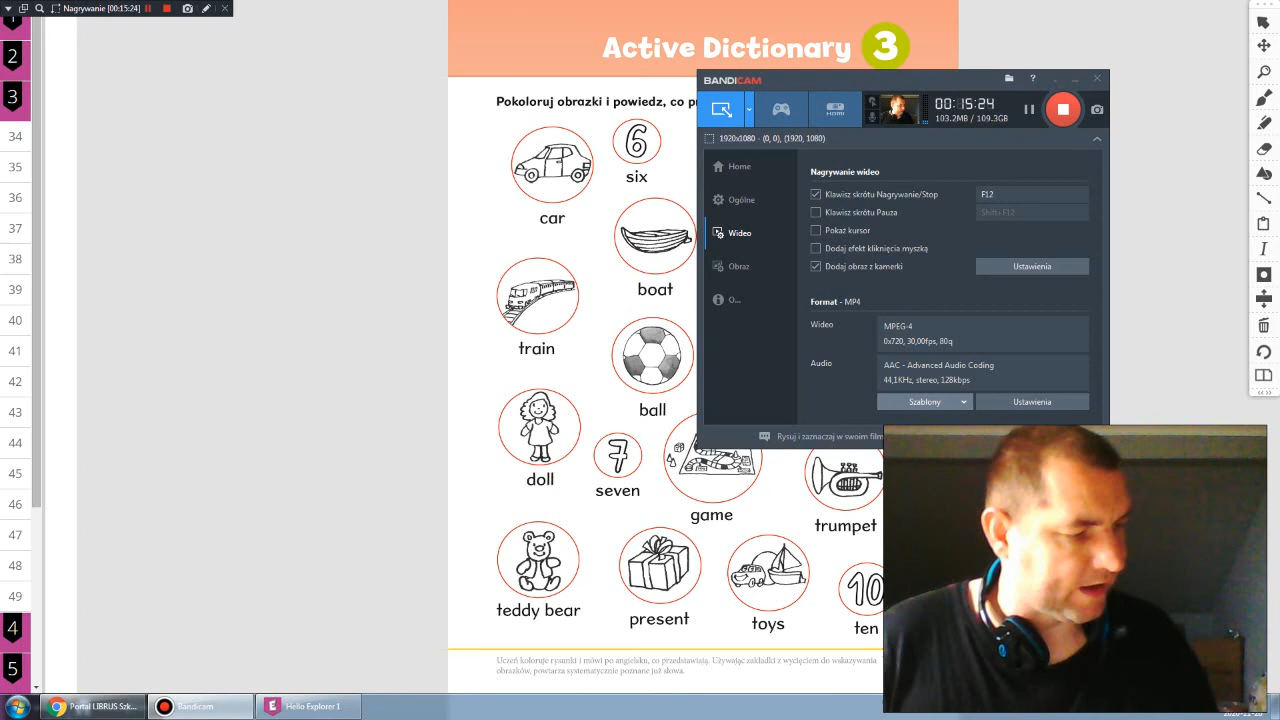 Nagrywanie [00:15:24]
2
3
34
35
36
38
39
40
41
42
43
44
45
46
47
48
49
4
5
Active Dictionary 3
Pokoloruj obrazki i powiedz, co
6
six
car
boat
train
ball
doll
7
seven
game
trumpet
teddy bear
present
toys
10
ten
Uczeń koloruje rysunki i mówi po angielsku, co przedstawiają. Używając zakładki z wycięciem do wskazywania
obrazków, powtarza systematycznie poznane już słowa.
BANDICAM
?
HDMI
00:15:24
103.2MB / 109.3GB
1920x1080 - (0, 0), (1920, 1080)
Home
Ogólne
Wideo
Obraz
O...
Nagrywanie wideo
Klawisz skrótu Nagrywanie/Stop
F12
Klawisz skrótu Pauza
Shift+F12
Pokaż kursor
Dodaj efekt kliknięcia myszką
Dodaj obraz z kamerki
Ustawienia
Format - MP4
Wideo
MPEG-4
0x720, 30,00fps, 80q
Audio
AAC - Advanced Audio Coding
44,1KHz, stereo, 128kbps
Szablony
Ustawienia
Rysuj i zaznaczaj w swoim film
Portal LIBRUS Szk...
Bandicam
Hello Explorer 1